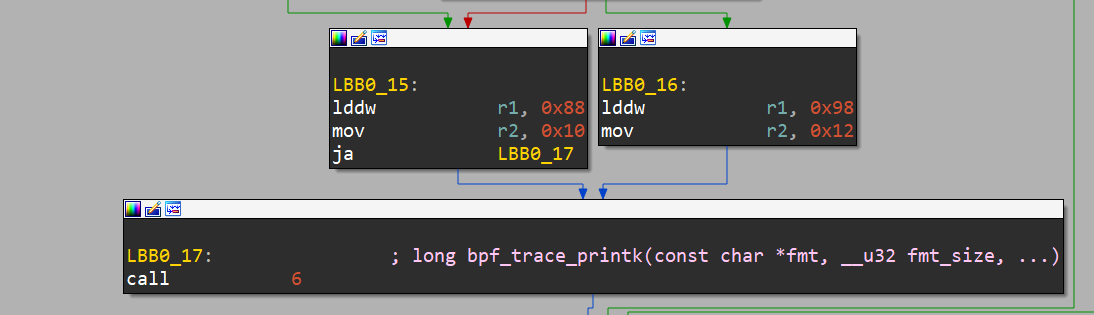 LBB0_15:
lddw r1, 0x88
mov r2, 0x10
ja LBB0_17
LBB0_16:
lddw r1, 0x98
mov r2, 0x12
LBB0_17: ; long bpf_trace_printk(const char *fmt, __u32 fmt_size, ...)
call 6